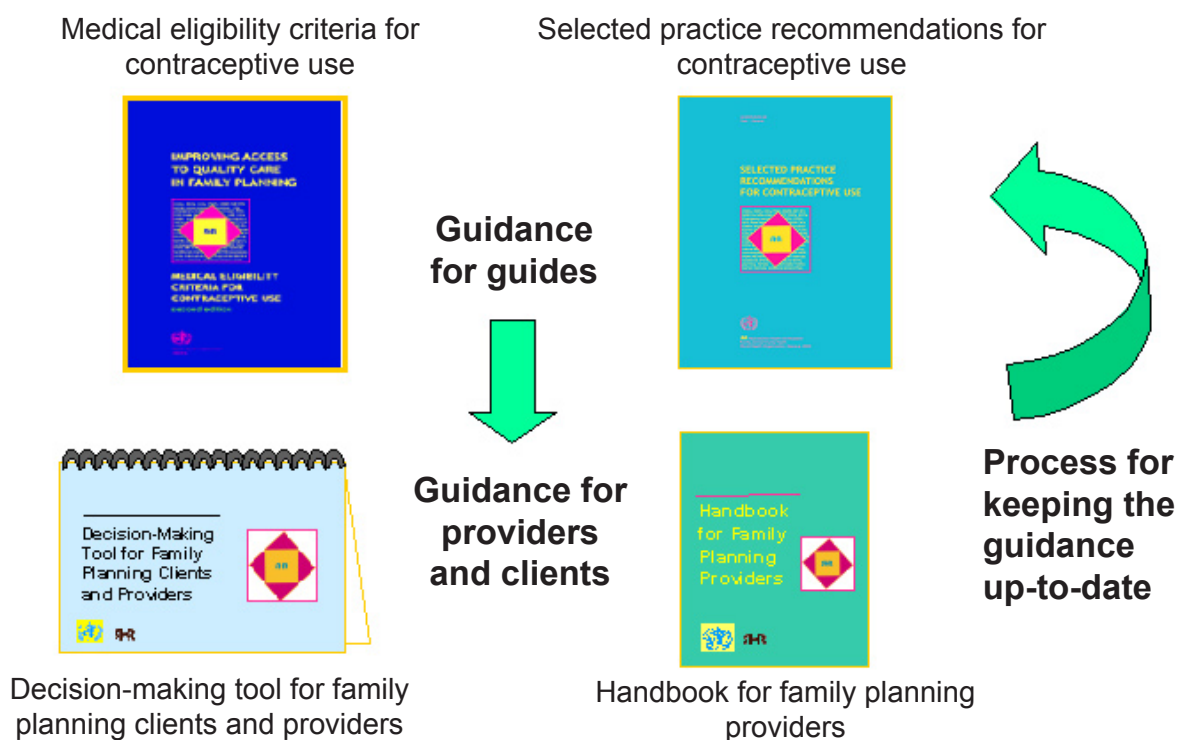 Medical eligibility criteria for
contraceptive use
Selected practice recommendations for
contraceptive use
IMPROVING ACCESS
TO QUALITY CARE
IN FAMILY PLANNING
MEDICAL ELIGIBILITY
CRITERIA FOR
CONTRACEPTIVE USE
second edition
SELECTED PRACTICE
RECOMMENDATIONS
FOR CONTRACEPTIVE USE
Guidance
for guides
Guidance for
providers
and clients
Process for
keeping the
guidance
up-to-date
Decision-Making
Tool for Family
Planning Clients
and Providers
Handbook
for Family
Planning
Providers
Decision-making tool for family
planning clients and providers
Handbook for family planning
providers